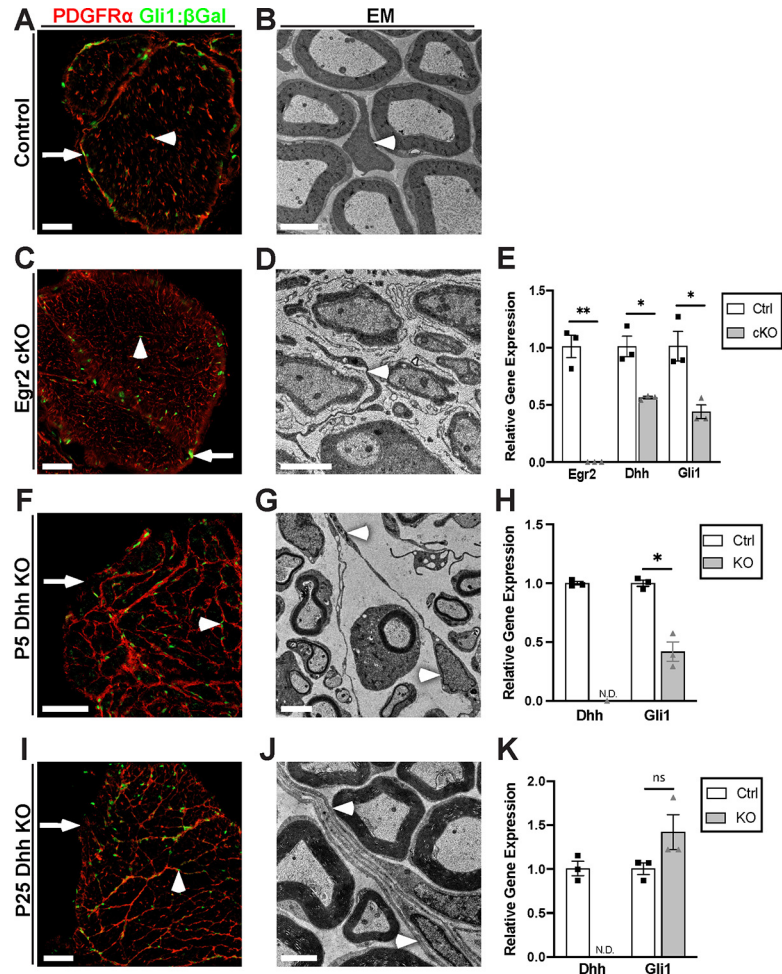 A
PDGFRα Gli1:βGal
B
EM
Control
C
D
E
Egr2 cKO
Relative Gene Expression
1.5
1.0
0.5
0.0
**
*
*
Egr2
Dhh
Gli1
Ctrl
cKO
F
G
H
P5 Dhh KO
Relative Gene Expression
1.5
1.0
0.5
0.0
*
N.D.
Dhh
Gli1
Ctrl
KO
I
J
K
P25 Dhh KO
Relative Gene Expression
2.0
1.5
1.0
0.5
0.0
ns
N.D.
Dhh
Gli1
Ctrl
KO